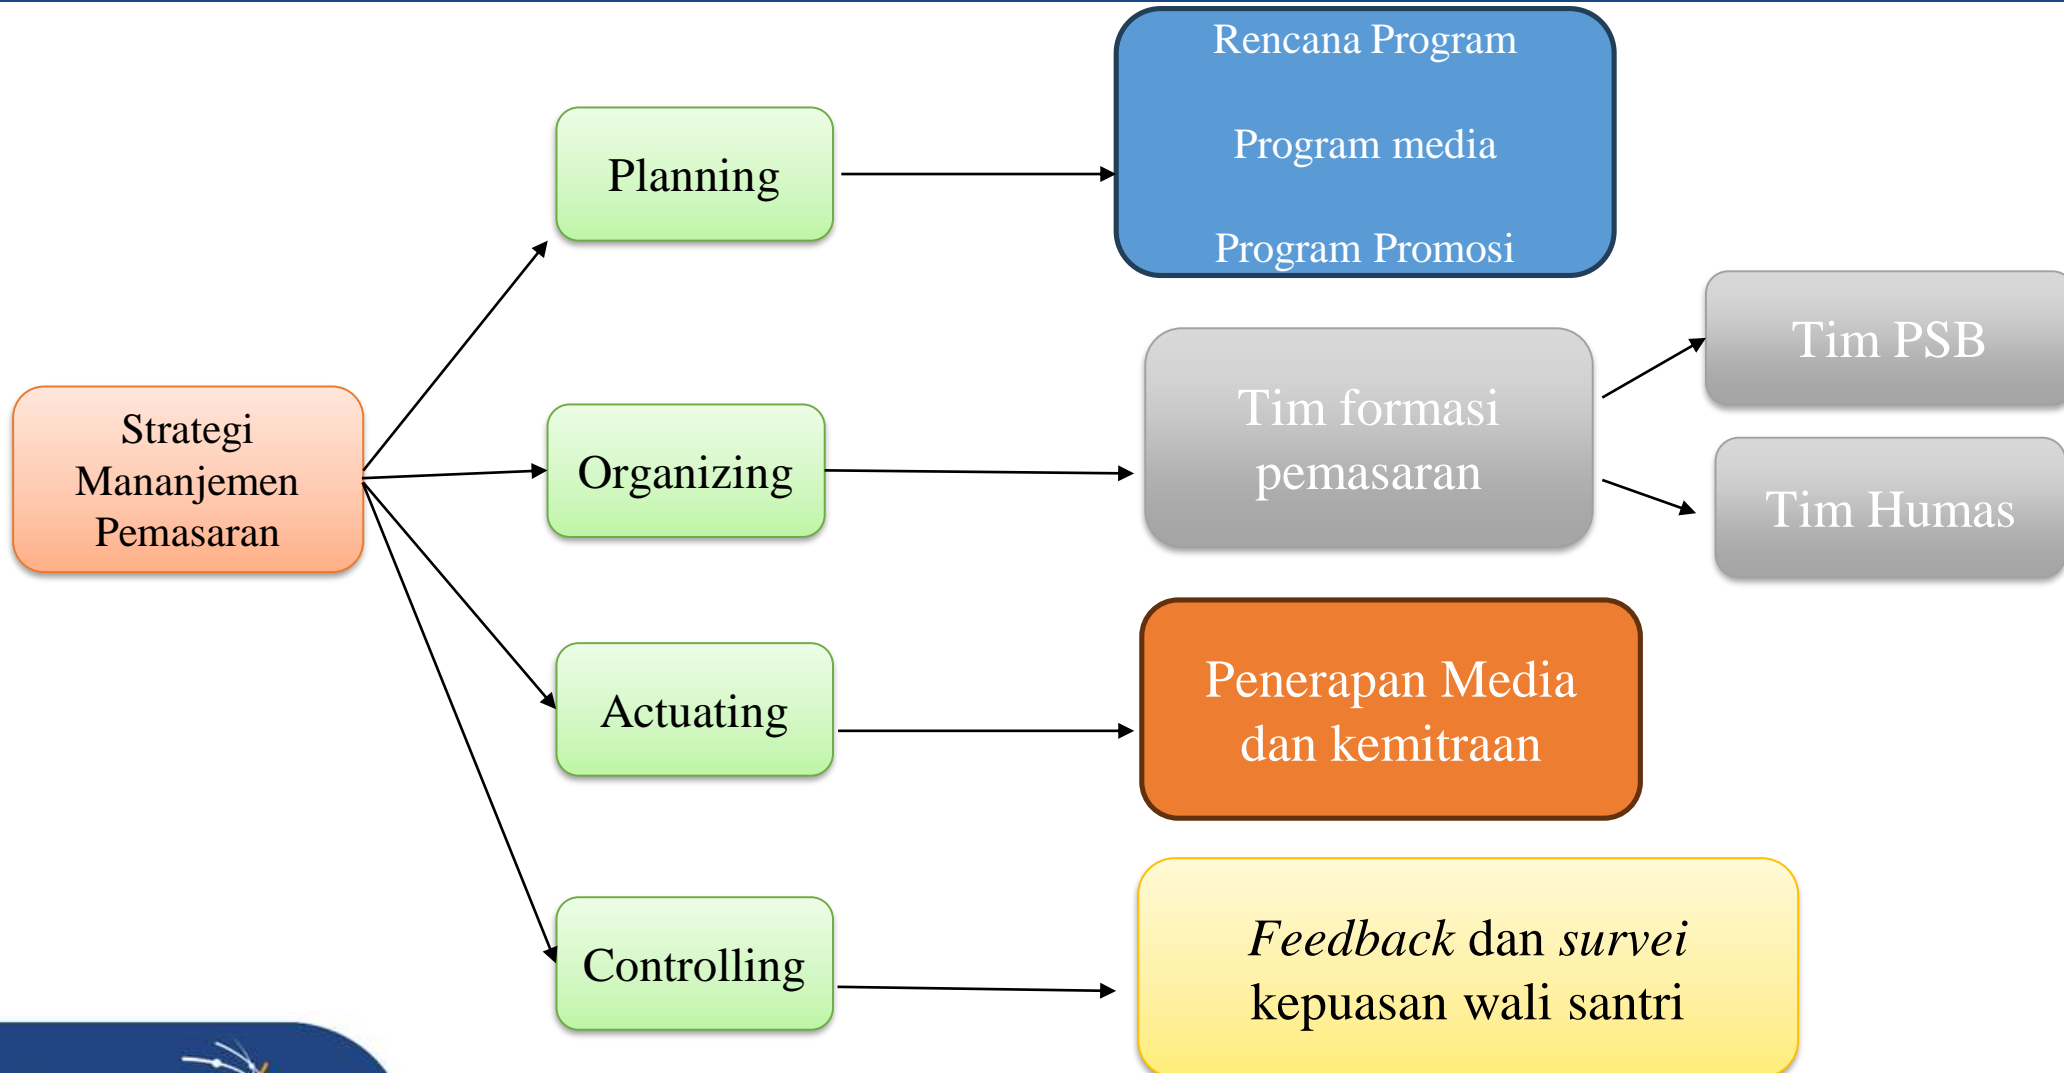 Rencana Program
Program media
Program Promosi
Planning
Tim PSB
Tim formasi
pemasaran
Tim Humas
Strategi
Mananjemen
Pemasaran
Organizing
Penerapan Media
dan kemitraan
Actuating
Feedback dan survei
kepuasan wali santri
Controlling